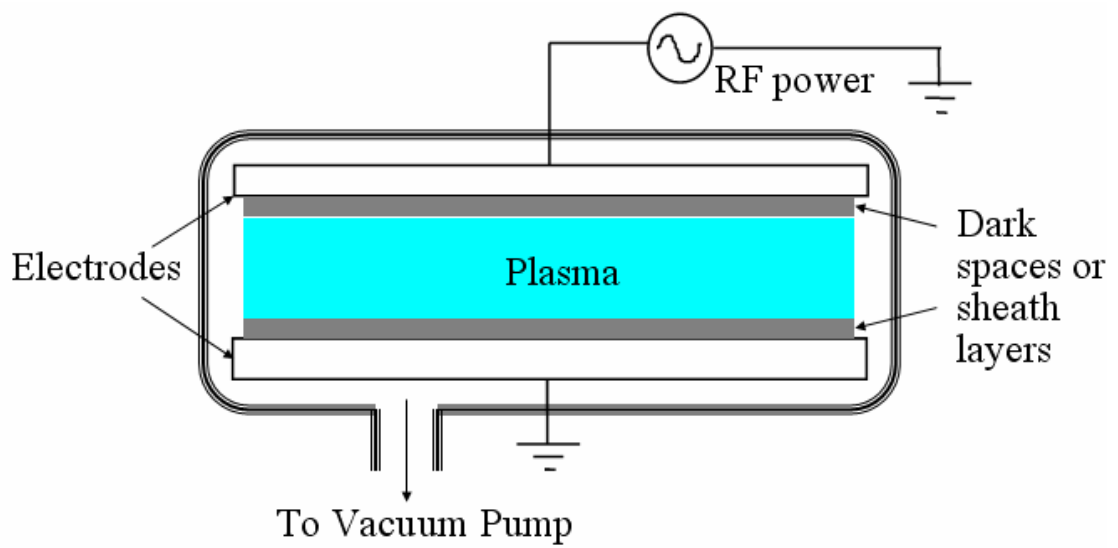 RF power
Electrodes
Plasma
Dark
spaces or
sheath
layers
To Vacuum Pump